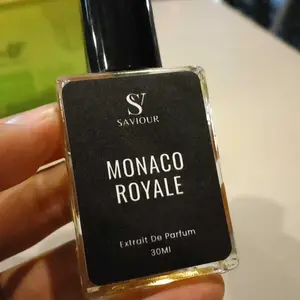 SV
SAVIOUR
MONACO
ROYALE
Extrait De Parfum
30Ml